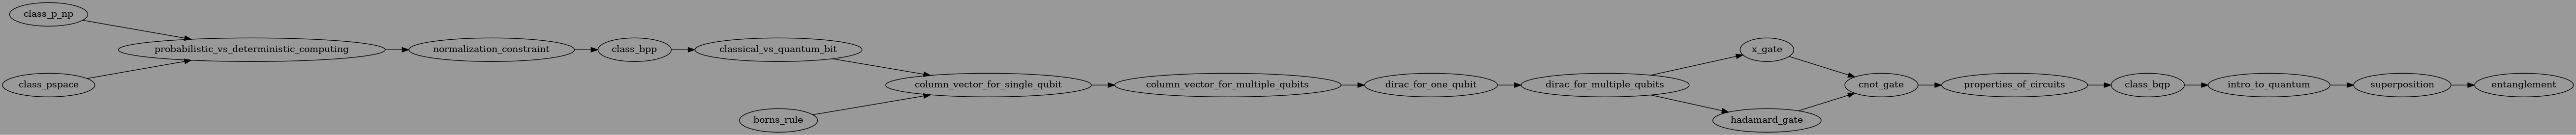 class_p_np
class_pspace
probabilistic_vs_deterministic_computing
normalization_constraint
class_bpp
classical_vs_quantum_bit
borns_rule
column_vector_for_single_qubit
column_vector_for_multiple_qubits
dirac_for_one_qubit
dirac_for_multiple_qubits
x_gate
hadamard_gate
cnot_gate
properties_of_circuits
class_bqp
intro_to_quantum
superposition
entanglement